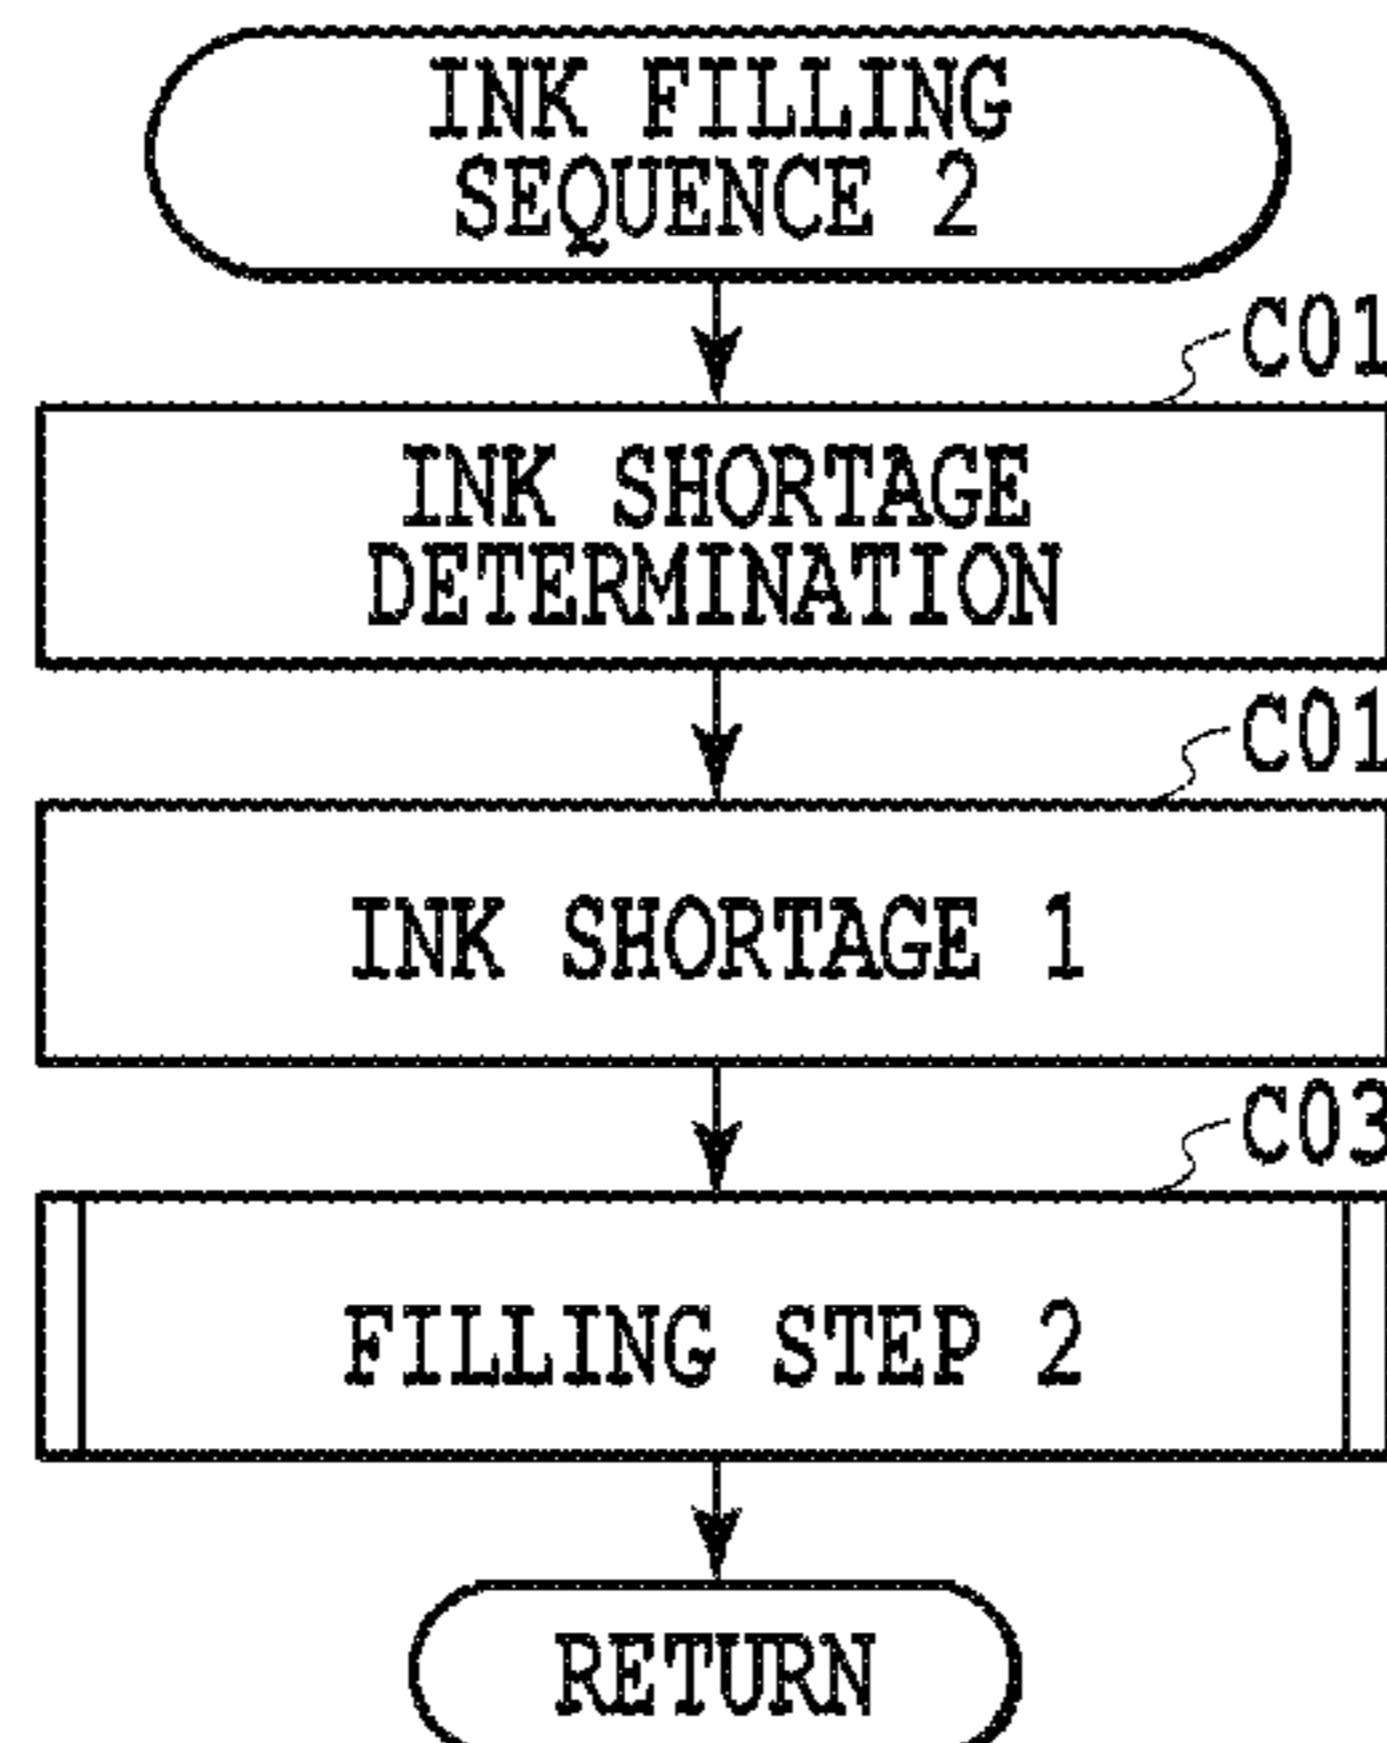 INK FILLING
SEQUENCE 2
C01
INK SHORTAGE
DETERMINATION
C01
INK SHORTAGE 1
C03
FILLING STEP 2
RETURN